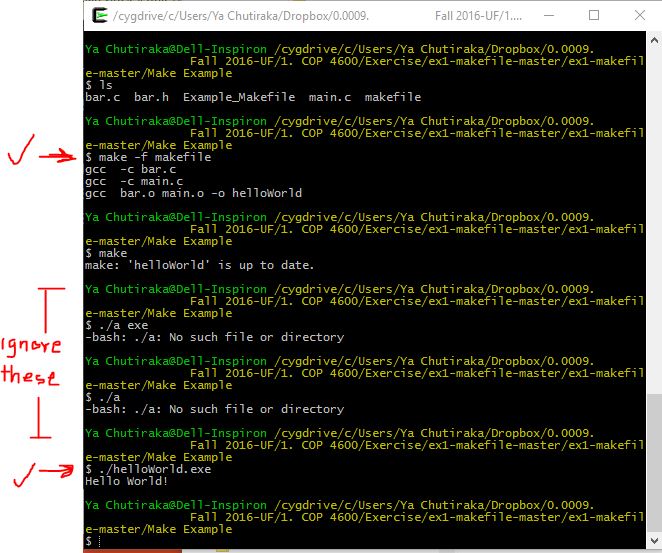 /cygdrive/c/Users/Ya Chutiraka/Dropbox/0.0009. Fall 2016-UF/1....
Ya Chutiraka@Dell-Inspiron /cygdrive/c/Users/Ya Chutiraka/Dropbox/0.0009.
Fall 2016-UF/1. COP 4600/Exercise/ex1-makefile-master/ex1-makefil
e-master/Make Example
$ ls
bar.c bar.h Example_Makefile main.c makefile
Ya Chutiraka@Dell-Inspiron /cygdrive/c/Users/Ya Chutiraka/Dropbox/0.0009.
Fall 2016-UF/1. COP 4600/Exercise/ex1-makefile-master/ex1-makefil
e-master/Make Example
$ make -f makefile
gcc -c bar.c
gcc -c main.c
gcc bar.o main.o -o helloWorld
Ya Chutiraka@Dell-Inspiron /cygdrive/c/Users/Ya Chutiraka/Dropbox/0.0009.
Fall 2016-UF/1. COP 4600/Exercise/ex1-makefile-master/ex1-makefil
e-master/Make Example
$ make
make: 'helloWorld' is up to date.
Ya Chutiraka@Dell-Inspiron /cygdrive/c/Users/Ya Chutiraka/Dropbox/0.0009.
Fall 2016-UF/1. COP 4600/Exercise/ex1-makefile-master/ex1-makefil
e-master/Make Example
$ ./a exe
-bash: ./a: No such file or directory
Ya Chutiraka@Dell-Inspiron /cygdrive/c/Users/Ya Chutiraka/Dropbox/0.0009.
Fall 2016-UF/1. COP 4600/Exercise/ex1-makefile-master/ex1-makefil
e-master/Make Example
$ ./a
-bash: ./a: No such file or directory
Ya Chutiraka@Dell-Inspiron /cygdrive/c/Users/Ya Chutiraka/Dropbox/0.0009.
Fall 2016-UF/1. COP 4600/Exercise/ex1-makefile-master/ex1-makefil
e-master/Make Example
$ ./helloWorld.exe
Hello World!
Ya Chutiraka@Dell-Inspiron /cygdrive/c/Users/Ya Chutiraka/Dropbox/0.0009.
Fall 2016-UF/1. COP 4600/Exercise/ex1-makefile-master/ex1-makefil
e-master/Make Example
$
Ignore
these